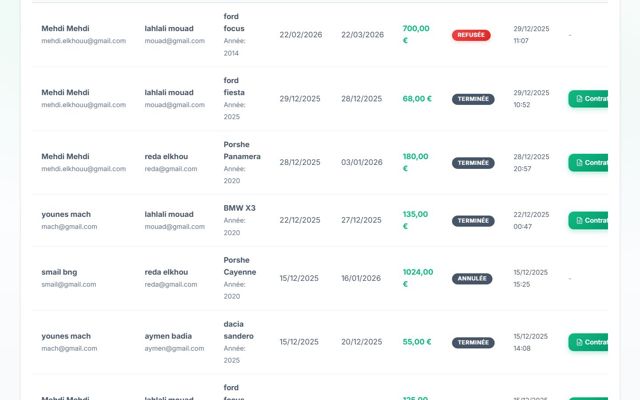 Mehdi Mehdi
mehdi.elkhouu@gmail.com
lahlali mouad
mouad@gmail.com
ford
focus
Année:
2014
22/02/2026
22/03/2026
700,00
€
REFUSÉE
29/12/2025
11:07
-
Mehdi Mehdi
mehdi.elkhouu@gmail.com
lahlali mouad
mouad@gmail.com
ford
fiesta
Année:
2025
29/12/2025
28/12/2025
68,00 €
TERMINÉE
29/12/2025
10:52
Contrat
Mehdi Mehdi
mehdi.elkhouu@gmail.com
reda elkhou
reda@gmail.com
Porshe
Panamera
Année:
2020
28/12/2025
03/01/2026
180,00
€
TERMINÉE
28/12/2025
20:57
Contrat
younes mach
mach@gmail.com
lahlali mouad
mouad@gmail.com
BMW X3
Année:
2020
22/12/2025
27/12/2025
135,00
€
TERMINÉE
22/12/2025
00:47
Contrat
smail bng
smail@gmail.com
reda elkhou
reda@gmail.com
Porshe
Cayenne
Année:
2020
15/12/2025
16/01/2026
1024,00
€
ANNULÉE
15/12/2025
15:25
-
younes mach
mach@gmail.com
aymen badia
aymen@gmail.com
dacia
sandero
Année:
2025
15/12/2025
20/12/2025
55,00 €
TERMINÉE
15/12/2025
14:08
Contrat
ford